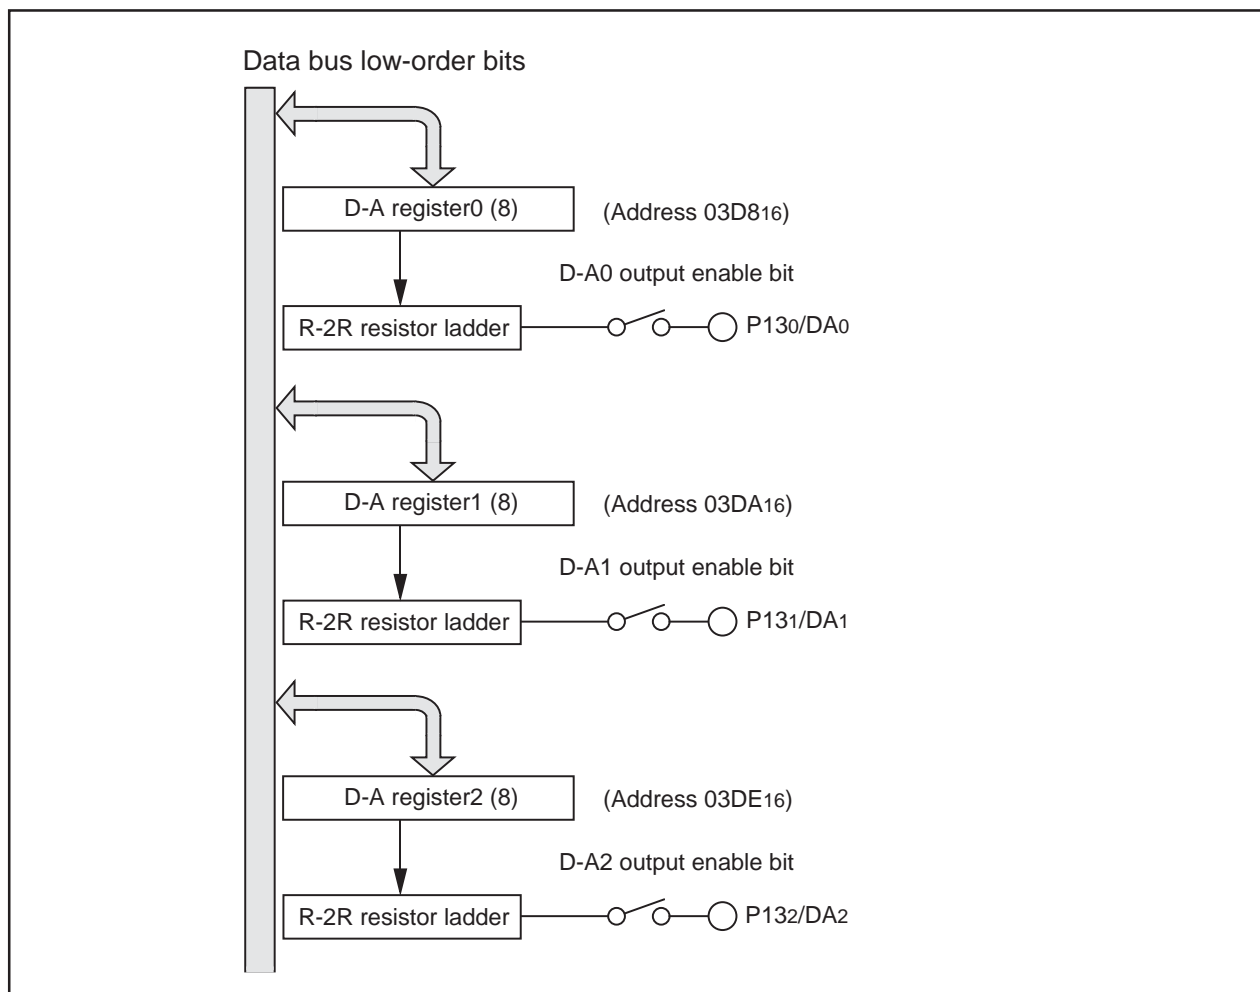 Data bus low-order bits
D-A register0 (8) (Address 03D816)
D-A0 output enable bit
R-2R resistor ladder P130/DA0
D-A register1 (8) (Address 03DA16)
D-A1 output enable bit
R-2R resistor ladder P131/DA1
D-A register2 (8) (Address 03DE16)
D-A2 output enable bit
R-2R resistor ladder P132/DA2